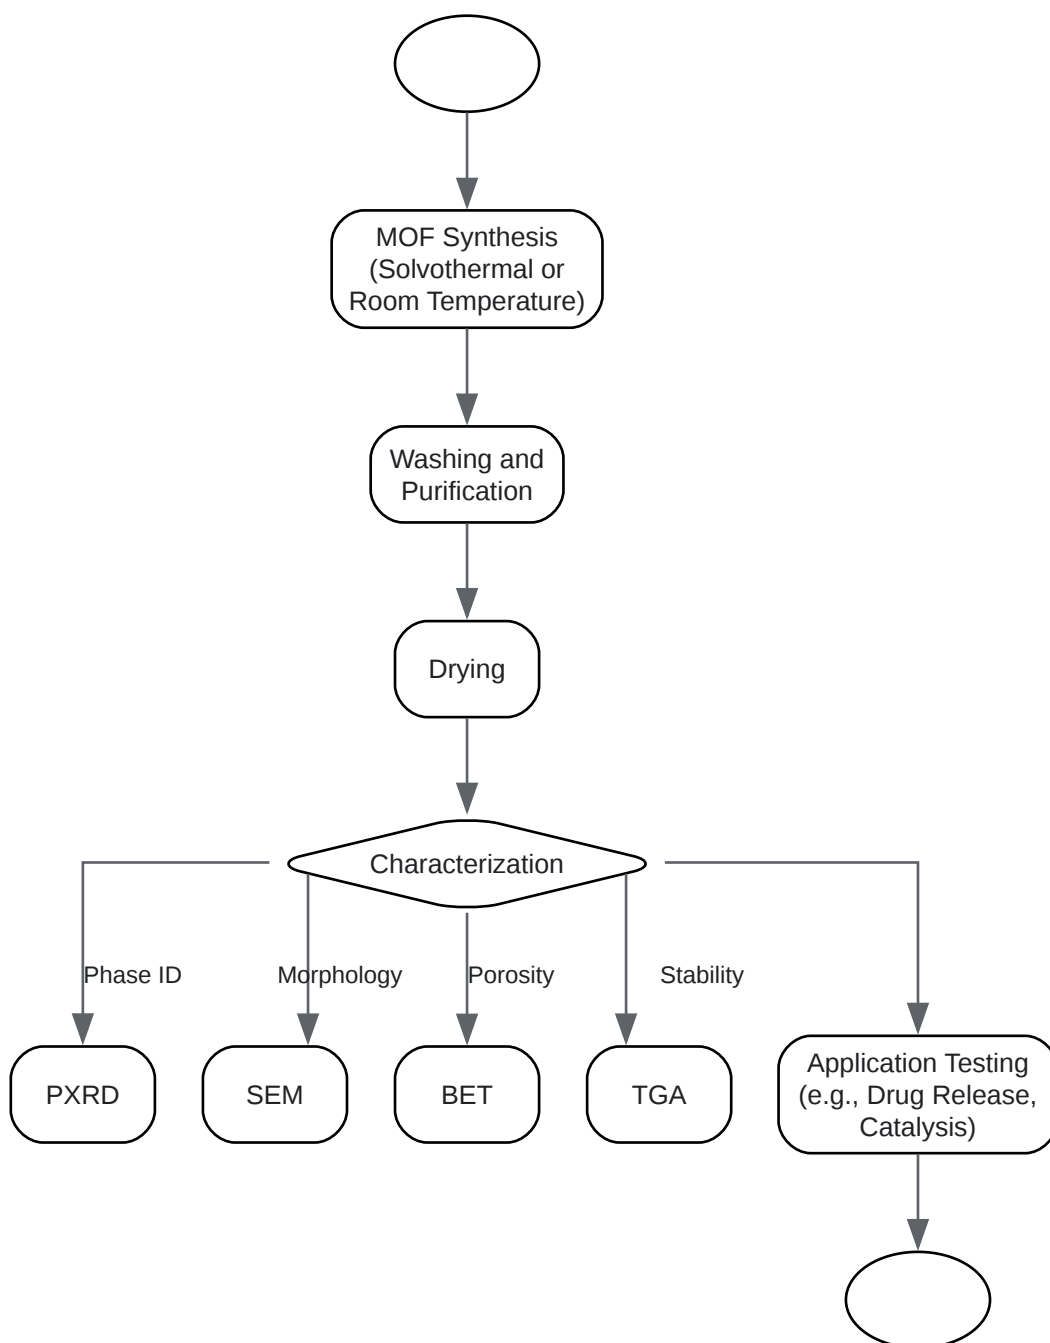 MOF Synthesis
(Solvothermal or
Room Temperature)
Washing and
Purification
Drying
Characterization
Phase ID
Morphology
Porosity
Stability
PXRD
SEM
BET
TGA
Application Testing
(e.g., Drug Release,
Catalysis)